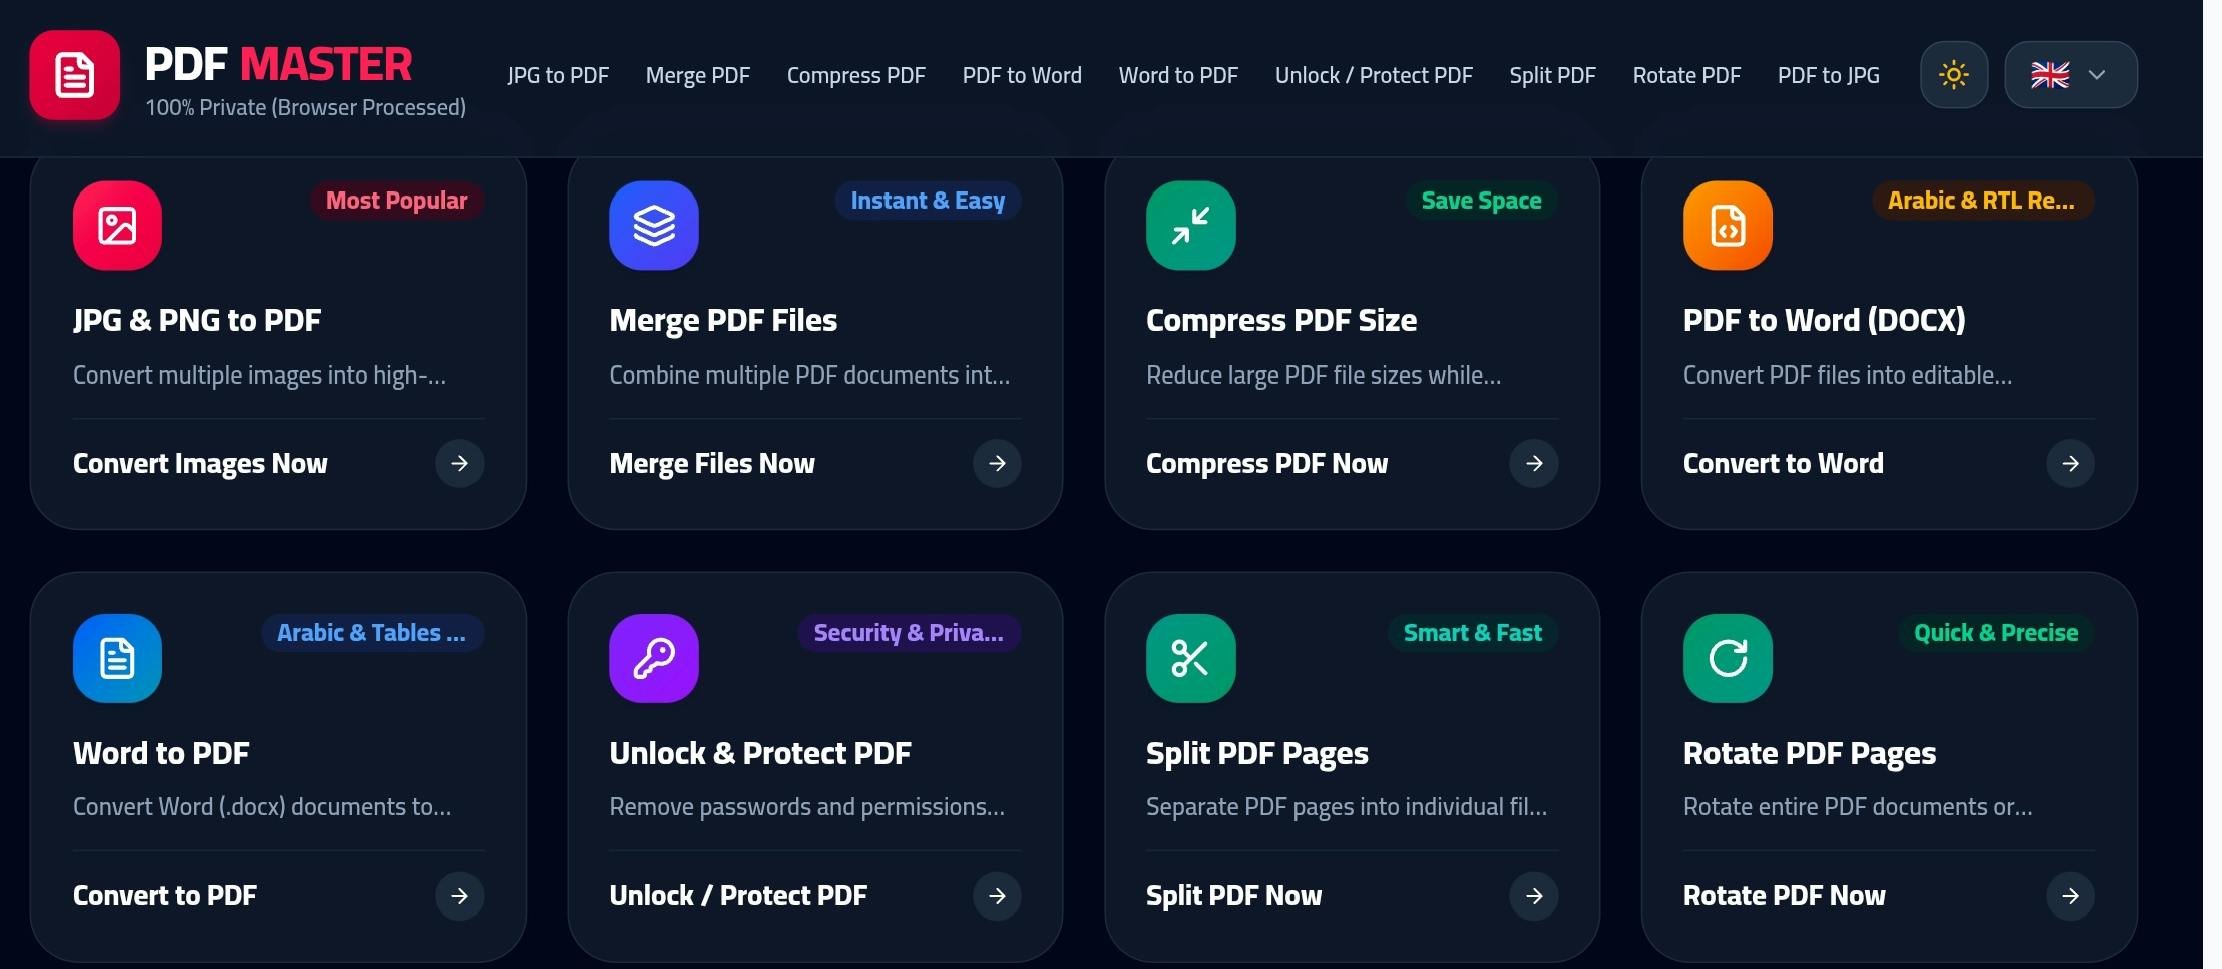 PDF MASTER
100% Private (Browser Processed)
JPG to PDF
Merge PDF
Compress PDF
PDF to Word
Word to PDF
Unlock / Protect PDF
Split PDF
Rotate PDF
PDF to JPG
Most Popular
JPG & PNG to PDF
Convert multiple images into high-...
Convert Images Now
Instant & Easy
Merge PDF Files
Combine multiple PDF documents int...
Merge Files Now
Save Space
Compress PDF Size
Reduce large PDF file sizes while...
Compress PDF Now
Arabic & RTL Re...
PDF to Word (DOCX)
Convert PDF files into editable...
Convert to Word
Arabic & Tables ...
Word to PDF
Convert Word (.docx) documents to...
Convert to PDF
Security & Priva...
Unlock & Protect PDF
Remove passwords and permissions...
Unlock / Protect PDF
Smart & Fast
Split PDF Pages
Separate PDF pages into individual fil...
Split PDF Now
Quick & Precise
Rotate PDF Pages
Rotate entire PDF documents or...
Rotate PDF Now